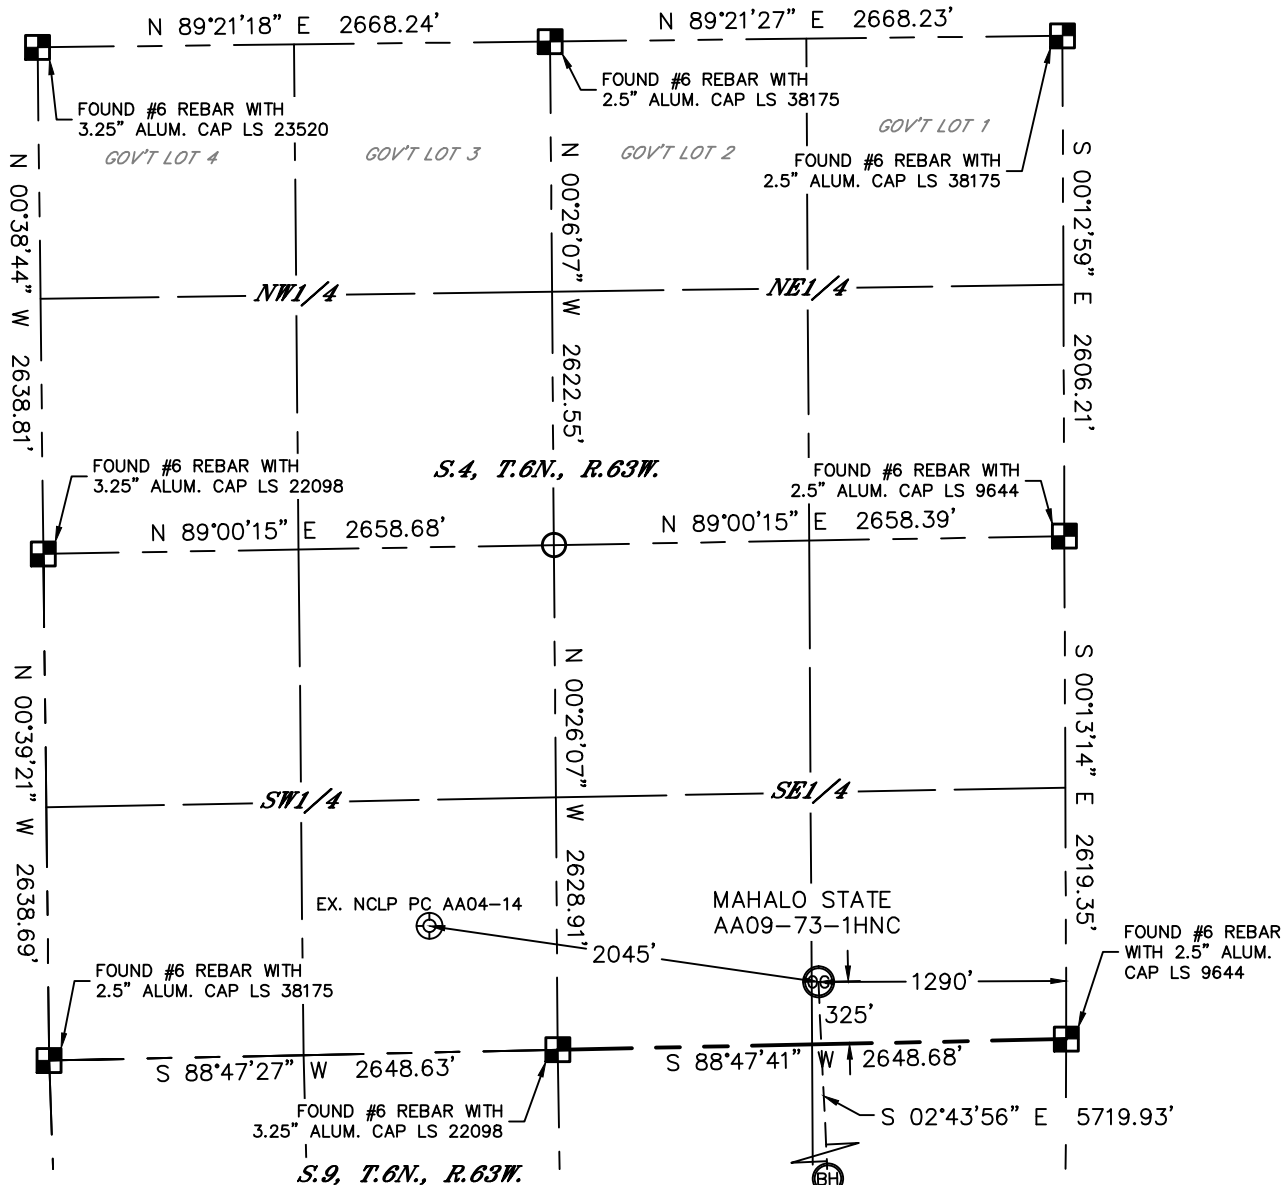 N 89°21'18" E 2668.24'
N 89°21'27" E 2668.23'
FOUND #6 REBAR WITH
3.25" ALUM. CAP LS 23520
FOUND #6 REBAR WITH
2.5" ALUM. CAP LS 38175
GOV'T LOT 4
GOV'T LOT 3
GOV'T LOT 2
GOV'T LOT 1
FOUND #6 REBAR WITH
2.5" ALUM. CAP LS 38175
N 00°38'44" W 2638.81'
N 00°26'07" W 2622.55'
S 00°12'59" E 2606.21'
NW1/4
NE1/4
S.4, T.6N., R.63W.
FOUND #6 REBAR WITH
3.25" ALUM. CAP LS 22098
FOUND #6 REBAR WITH
2.5" ALUM. CAP LS 9644
N 89°00'15" E 2658.68'
N 89°00'15" E 2658.39'
N 00°39'21" W 2638.69'
N 00°26'07" W 2628.91'
S 00°13'14" E 2619.35'
SW1/4
SE1/4
EX. NCLP PC AA04-14
MAHALO STATE
AA09-73-1HNC
2045'
1290'
325'
FOUND #6 REBAR
WITH 2.5" ALUM.
CAP LS 9644
FOUND #6 REBAR WITH
2.5" ALUM. CAP LS 38175
S 88°47'27" W 2648.63'
S 88°47'41" W 2648.68'
FOUND #6 REBAR WITH
3.25" ALUM. CAP LS 22098
S 02°43'56" E 5719.93'
S.9, T.6N., R.63W.
BH